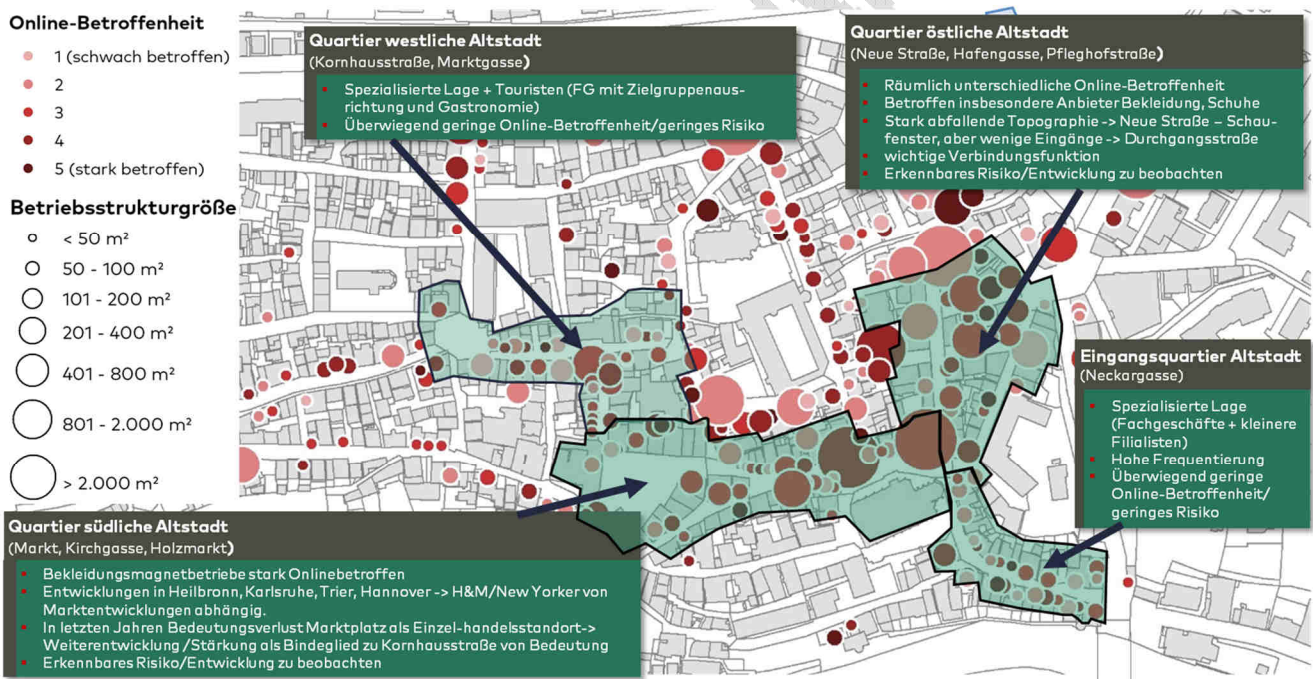 Online-Betroffenheit
1 (schwach betroffen)
2
3
4
5 (stark betroffen)
Betriebsstrukturgröße
< 50 m²
50 - 100 m²
101 - 200 m²
201 - 400 m²
401 - 800 m²
801 - 2.000 m²
> 2.000 m²
Quartier westliche Altstadt
(Kornhausstraße, Marktgasse)
Spezialisierte Lage + Touristen (FG mit Zielgruppenaus-
richtung und Gastronomie)
Überwiegend geringe Online-Betroffenheit/geringes Risiko
Quartier östliche Altstadt
(Neue Straße, Hafengasse, Pfleghofstraße)
Räumlich unterschiedliche Online-Betroffenheit
Betroffen insbesondere Anbieter Bekleidung, Schuhe
Stark abfallende Topographie -> Neue Straße – Schau-
fenster, aber wenige Eingänge -> Durchgangsstraße
wichtige Verbindungsfunktion
Erkennbares Risiko/Entwicklung zu beobachten
Eingangsquartier Altstadt
(Neckargasse)
Spezialisierte Lage
(Fachgeschäfte + kleinere
Filialisten)
Hohe Frequentierung
Überwiegend geringe
Online-Betroffenheit/
geringes Risiko
Quartier südliche Altstadt
(Markt, Kirchgasse, Holzmarkt)
Bekleidungsmagnetbetriebe stark Onlinebetroffen
Entwicklungen in Heilbronn, Karlsruhe, Trier, Hannover -> H&M/New Yorker von
Marktentwicklungen abhängig.
In letzten Jahren Bedeutungsverlust Marktplatz als Einzel-handelsstandort->
Weiterentwicklung /Stärkung als Bindeglied zu Kornhausstraße von Bedeutung
Erkennbares Risiko/Entwicklung zu beobachten